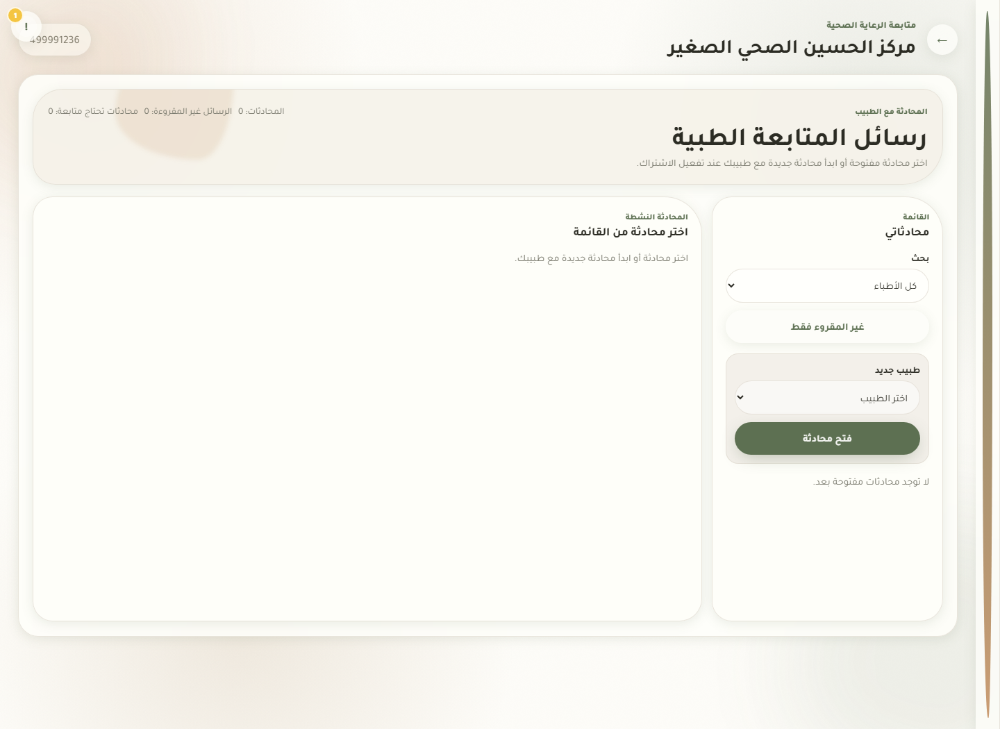 متابعة الرعاية الصحية
مركز الحسين الصحي الصغير
←
1
!
499991236
المحادثة مع الطبيب
رسائل المتابعة الطبية
اختر محادثة مفتوحة أو ابدأ محادثة جديدة مع طبيبك عند تفعيل الاشتراك.
المحادثات: 0 الرسائل غير المقروءة: 0 محادثات تحتاج متابعة: 0
القائمة
محادثاتي
بحث
كل الأطباء
غير المقروء فقط
طبيب جديد
اختر الطبيب
فتح محادثة
لا توجد محادثات مفتوحة بعد.
المحادثة النشطة
اختر محادثة من القائمة
اختر محادثة أو ابدأ محادثة جديدة مع طبيبك.